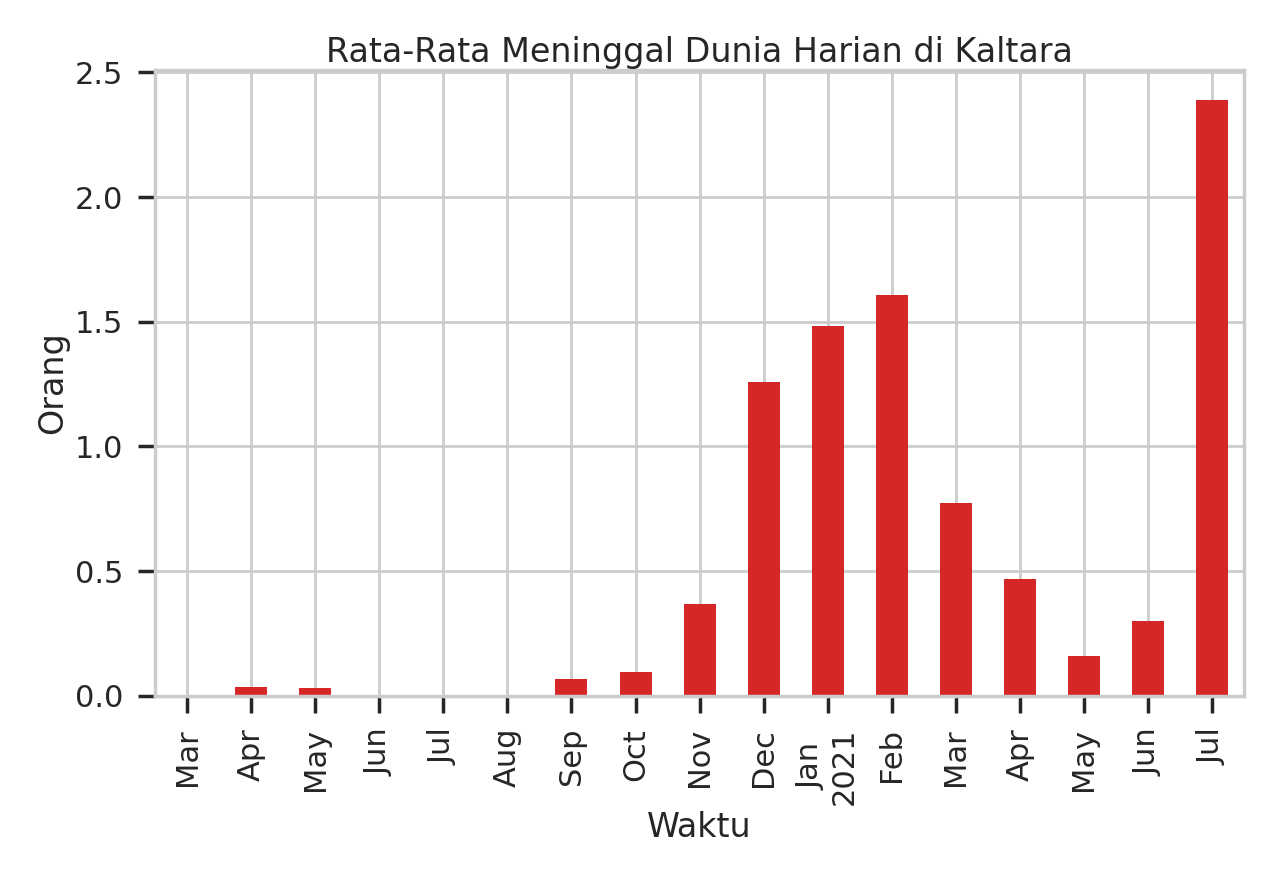 Rata-Rata Meninggal Dunia Harian di Kaltara
2.5
2.0
1.5
1.0
0.5
0.0
Orang
Mar
Apr
May
Jun
Jul
Aug
Sep
Oct
Nov
Dec
Jan
2021
Feb
Mar
Apr
May
Jun
Jul
Waktu